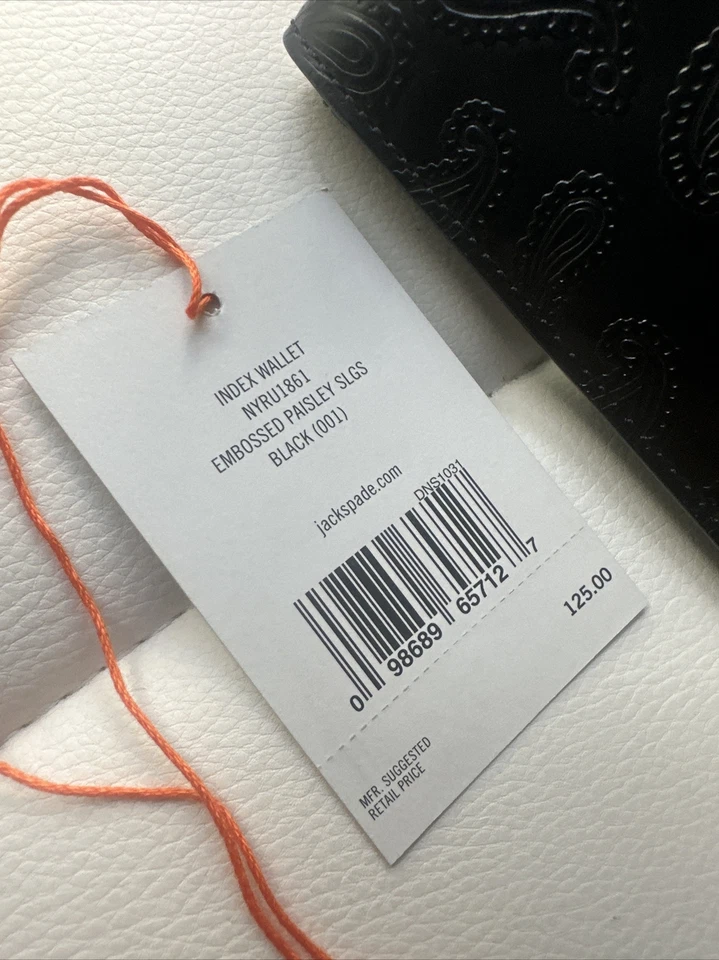 INDEX WALLET
NYRU1861
EMBOSSED PAISLEY SLGS
BLACK (001)
jackspade.com
DNS1031
0 98689 65712 7
125.00
MFR. SUGGESTED
RETAIL PRICE